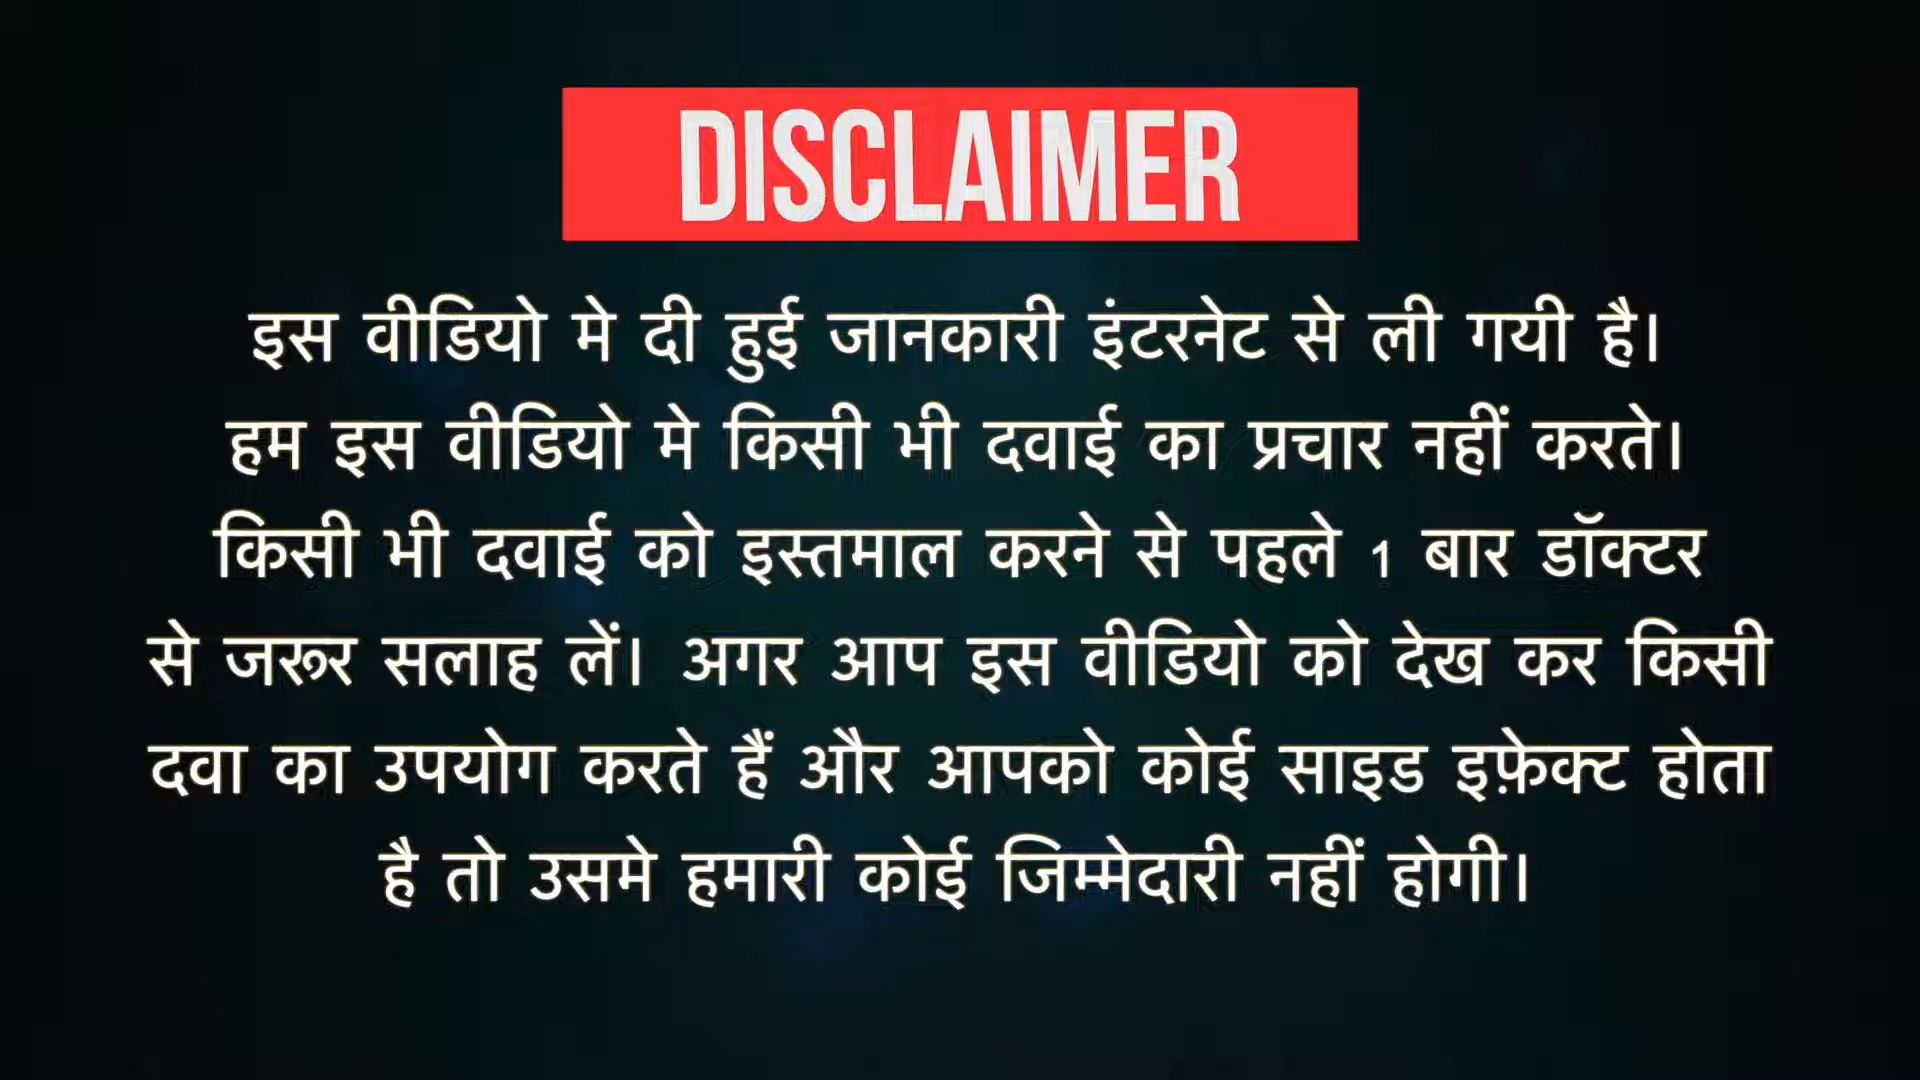 DISCLAIMER
इस वीडियो मे दी हुई जानकारी इंटरनेट से ली गयी है।
हम इस वीडियो मे किसी भी दवाई का प्रचार नहीं करते।
किसी भी दवाई को इस्तमाल करने से पहले 1 बार डॉक्टर
से जरूर सलाह लें। अगर आप इस वीडियो को देख कर किसी
दवा का उपयोग करते हैं और आपको कोई साइड इफ़ेक्ट होता
है तो उसमे हमारी कोई जिम्मेदारी नहीं होगी।